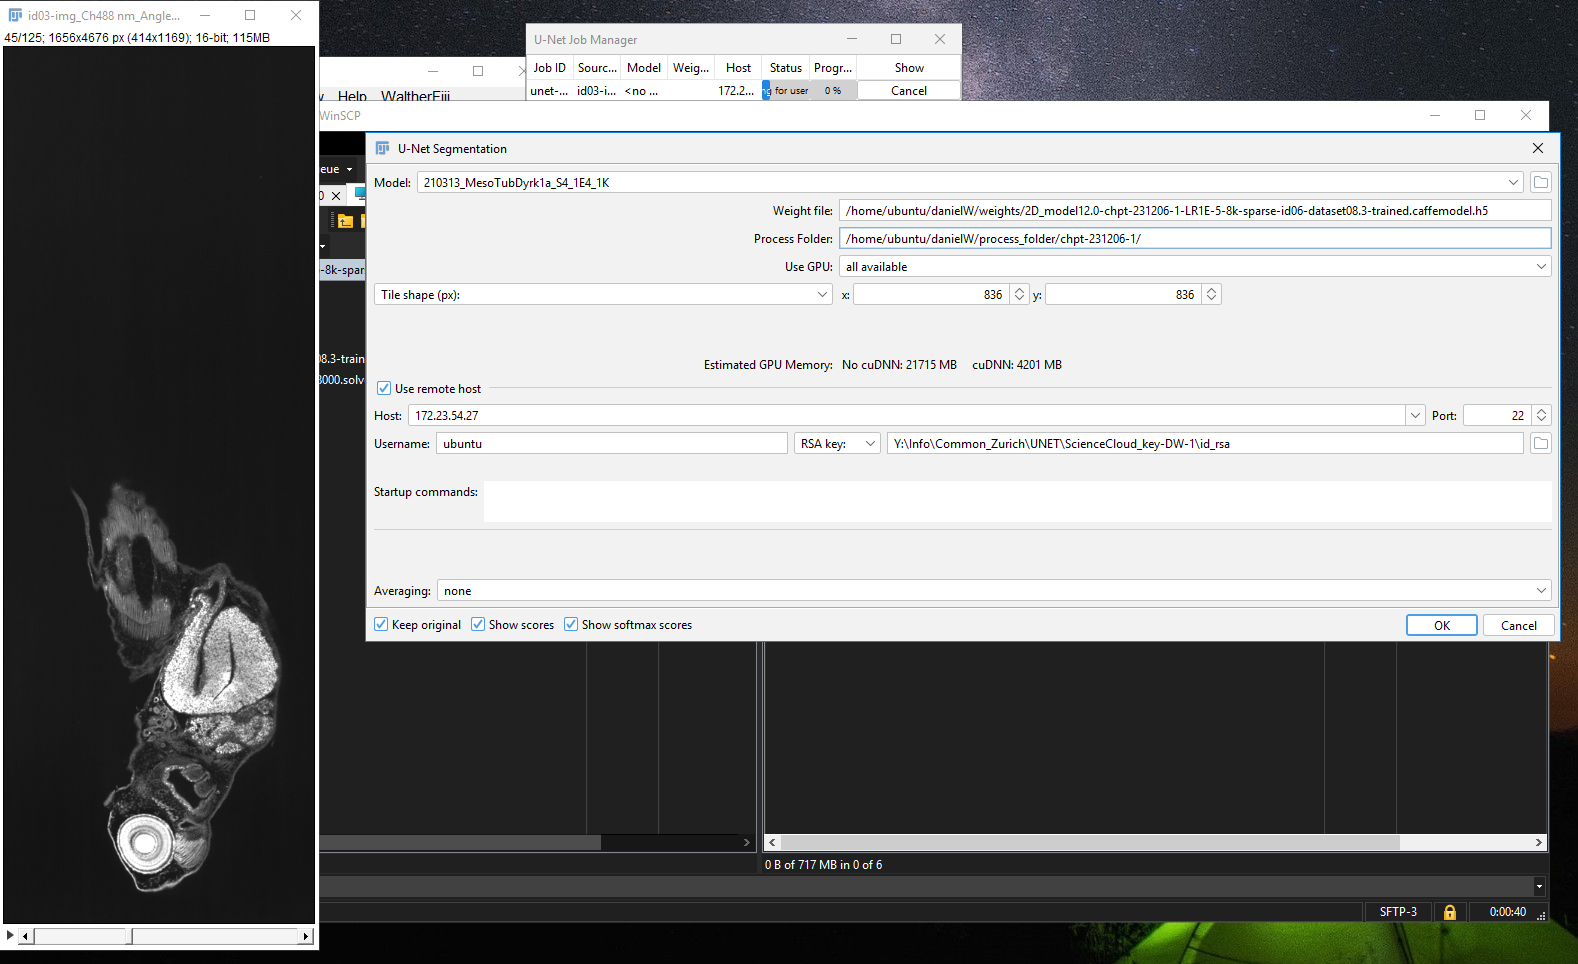 id03-img_Ch488 nm_Angle...
45/125; 1656x4676 px (414x1169); 16-bit; 115MB
Help WaltherFiji
U-Net Job Manager
Job ID Sourc... Model Weig... Host Status Progr... Show
unet-... id03-i... <no ... 172.2... ng for user 0 % Cancel
WinSCP
eue
-8k-spar
08.3-train
8000.solv
U-Net Segmentation
Model: 210313_MesoTubDyrk1a_S4_1E4_1K
Weight file: /home/ubuntu/danielW/weights/2D_model12.0-chpt-231206-1-LR1E-5-8k-sparse-id06-dataset08.3-trained.caffemodel.h5
Process Folder: /home/ubuntu/danielW/process_folder/chpt-231206-1/
Use GPU: all available
Tile shape (px): x: 836 y: 836
Estimated GPU Memory: No cuDNN: 21715 MB cuDNN: 4201 MB
Use remote host
Host: 172.23.54.27 Port: 22
Username: ubuntu RSA key: Y:\Info\Common_Zurich\UNET\ScienceCloud_key-DW-1\id_rsa
Startup commands:
Averaging: none
Keep original Show scores Show softmax scores OK Cancel
0 B of 717 MB in 0 of 6
SFTP-3 0:00:40